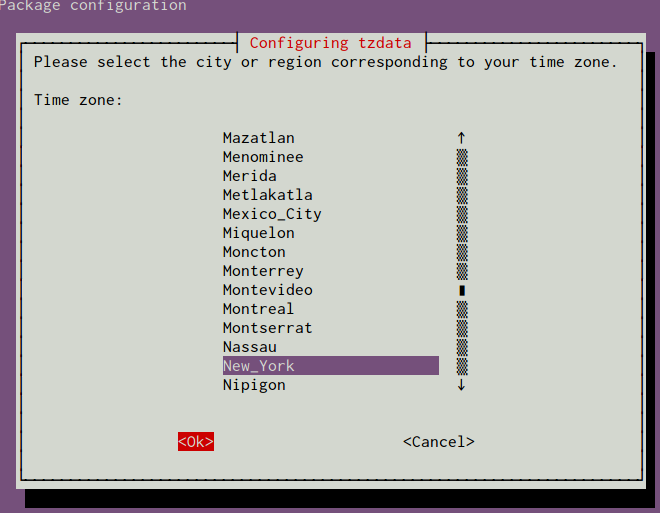 Package configuration
Configuring tzdata
Please select the city or region corresponding to your time zone.
Time zone:
Mazatlan
Menominee
Merida
Metlakatla
Mexico_City
Miquelon
Moncton
Monterrey
Montevideo
Montreal
Montserrat
Nassau
New_York
Nipigon
<Ok> <Cancel>